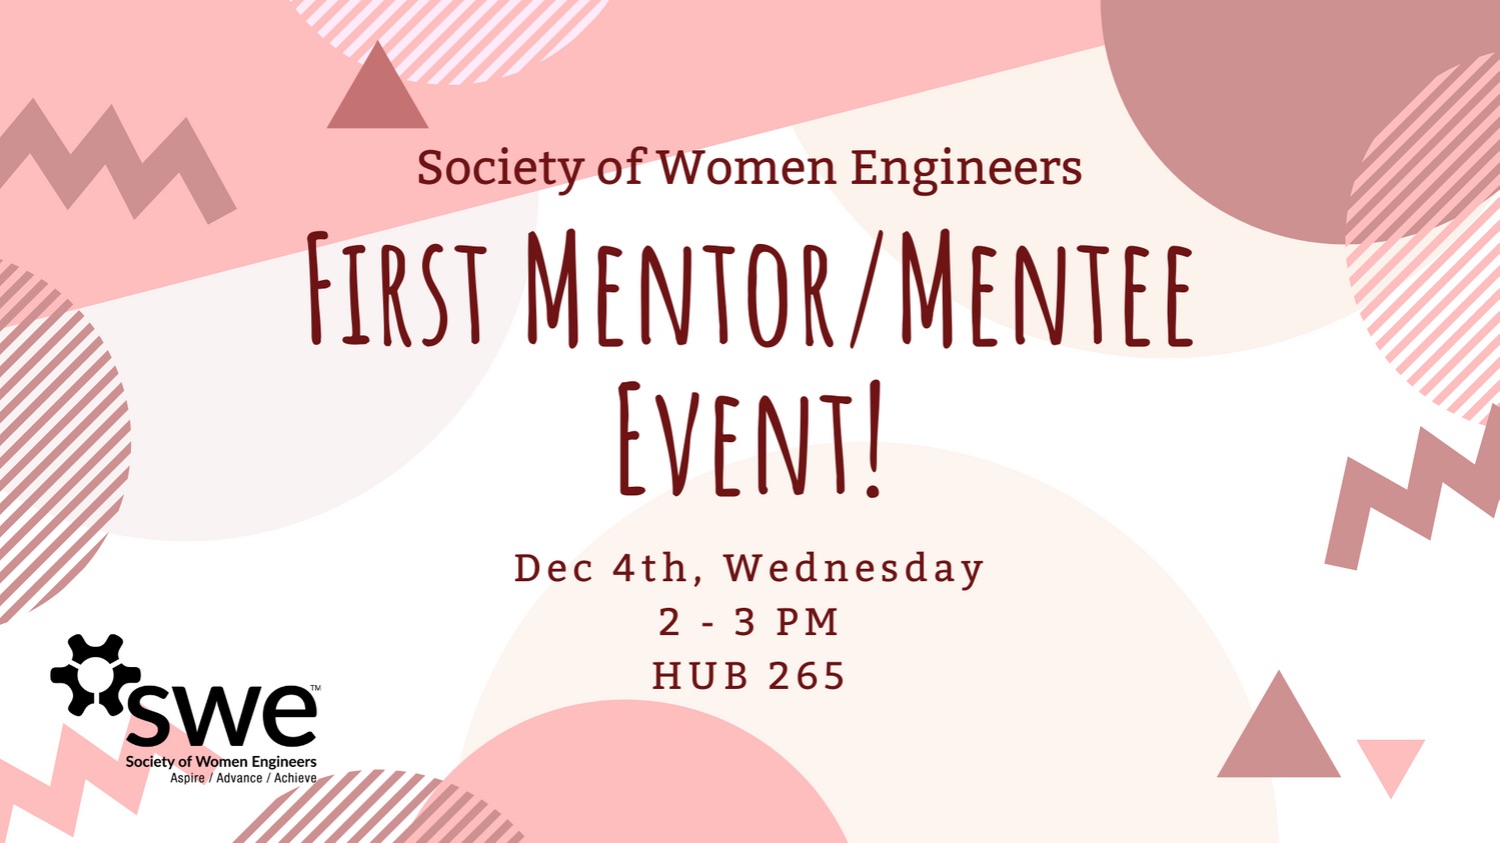 Society of Women Engineers
First Mentor/Mentee
Event!
Dec 4th, Wednesday
2 - 3 PM
HUB 265
swe™
Society of Women Engineers
Aspire / Advance / Achieve